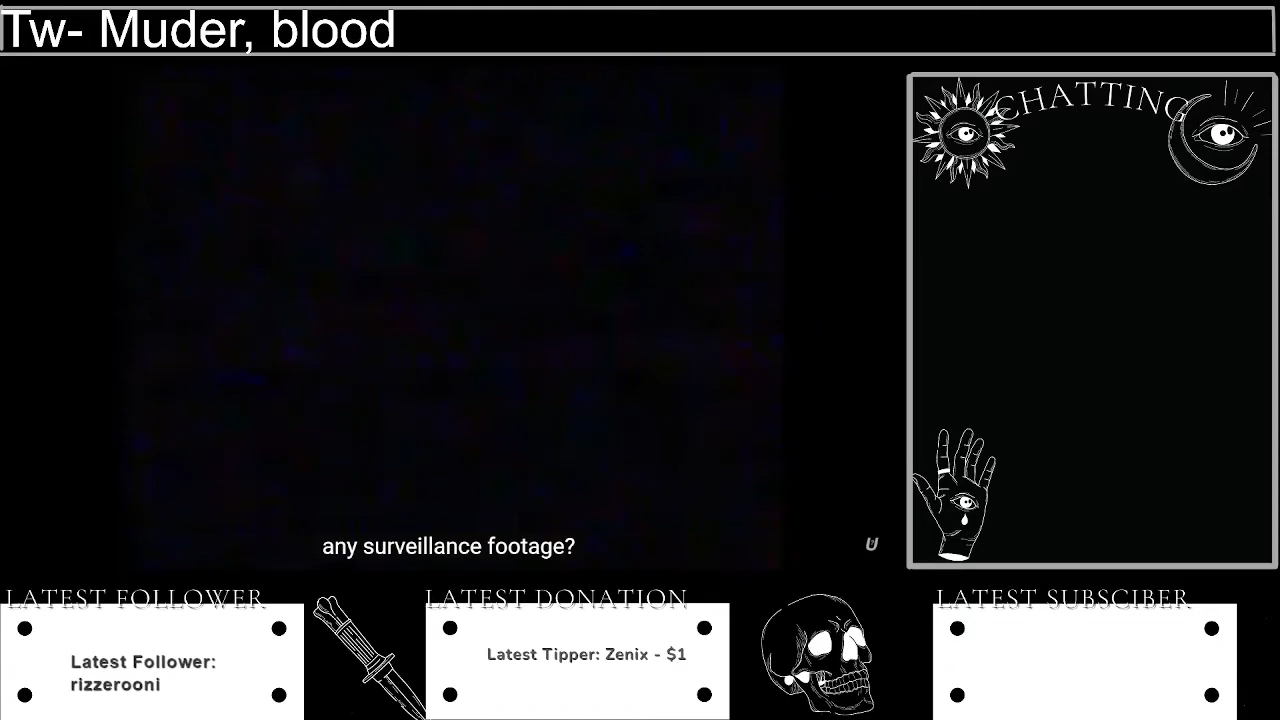 Tw- Muder, blood
CHATTING
any surveillance footage?
U
LATEST FOLLOWER
LATEST DONATION
LATEST SUBSCIBER
Latest Follower:
rizzerooni
Latest Tipper: Zenix - $1